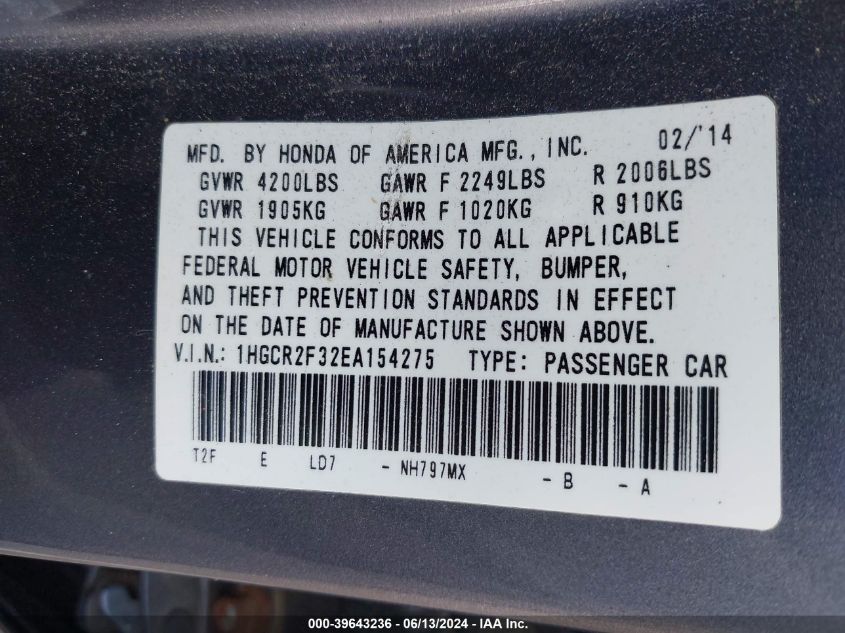 MFD. BY HONDA OF AMERICA MFG., INC. 02/'14
GVWR 4200LBS GAWR F 2249LBS R 2006LBS
GVWR 1905KG GAWR F 1020KG R 910KG
THIS VEHICLE CONFORMS TO ALL APPLICABLE
FEDERAL MOTOR VEHICLE SAFETY, BUMPER,
AND THEFT PREVENTION STANDARDS IN EFFECT
ON THE DATE OF MANUFACTURE SHOWN ABOVE.
V.I.N.: 1HGCR2F32EA154275 TYPE: PASSENGER CAR
T2F E LD7 - NH797MX - B - A
000-39643236 - 06/13/2024 - IAA Inc.